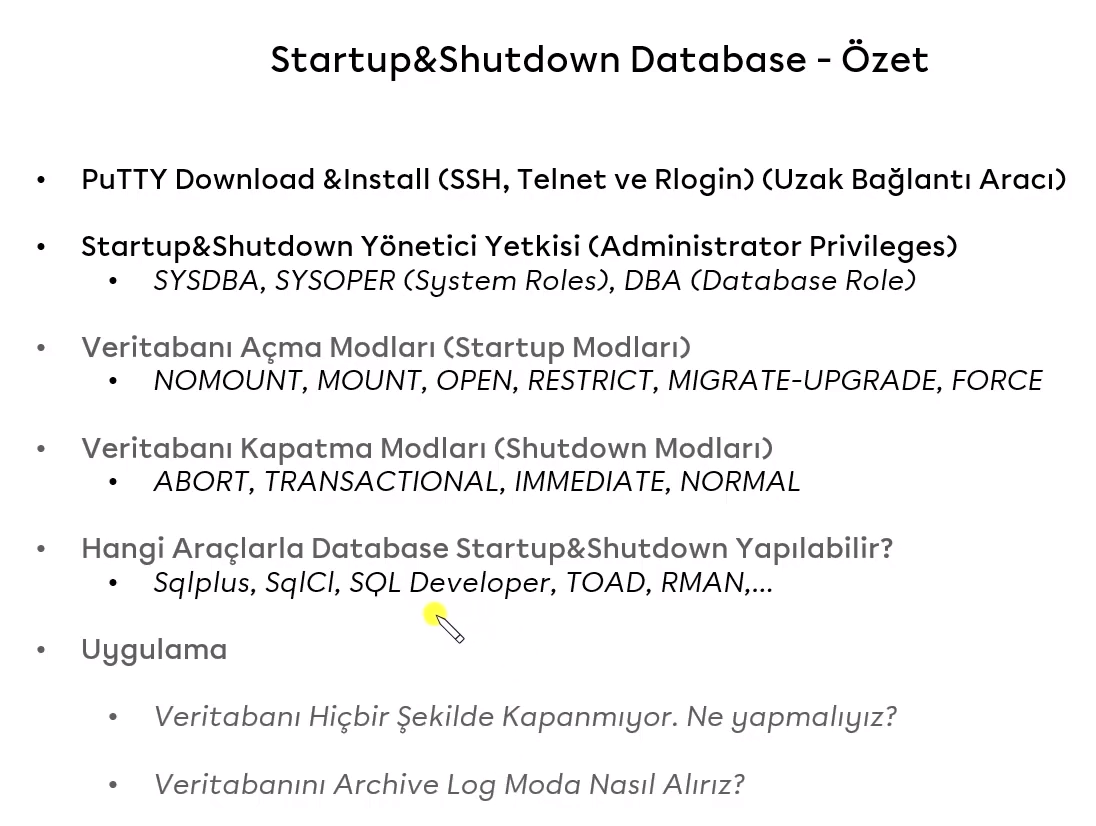 Startup&Shutdown Database - Özet
• PuTTY Download &Install (SSH, Telnet ve Rlogin) (Uzak Bağlantı Aracı)
• Startup&Shutdown Yönetici Yetkisi (Administrator Privileges)
• SYSDBA, SYSOPER (System Roles), DBA (Database Role)
• Veritabanı Açma Modları (Startup Modları)
• NOMOUNT, MOUNT, OPEN, RESTRICT, MIGRATE-UPGRADE, FORCE
• Veritabanı Kapatma Modları (Shutdown Modları)
• ABORT, TRANSACTIONAL, IMMEDIATE, NORMAL
• Hangi Araçlarla Database Startup&Shutdown Yapılabilir?
• Sqlplus, SqlCl, SQL Developer, TOAD, RMAN,...
• Uygulama
• Veritabanı Hiçbir Şekilde Kapanmıyor. Ne yapmalıyız?
• Veritabanını Archive Log Moda Nasıl Alırız?